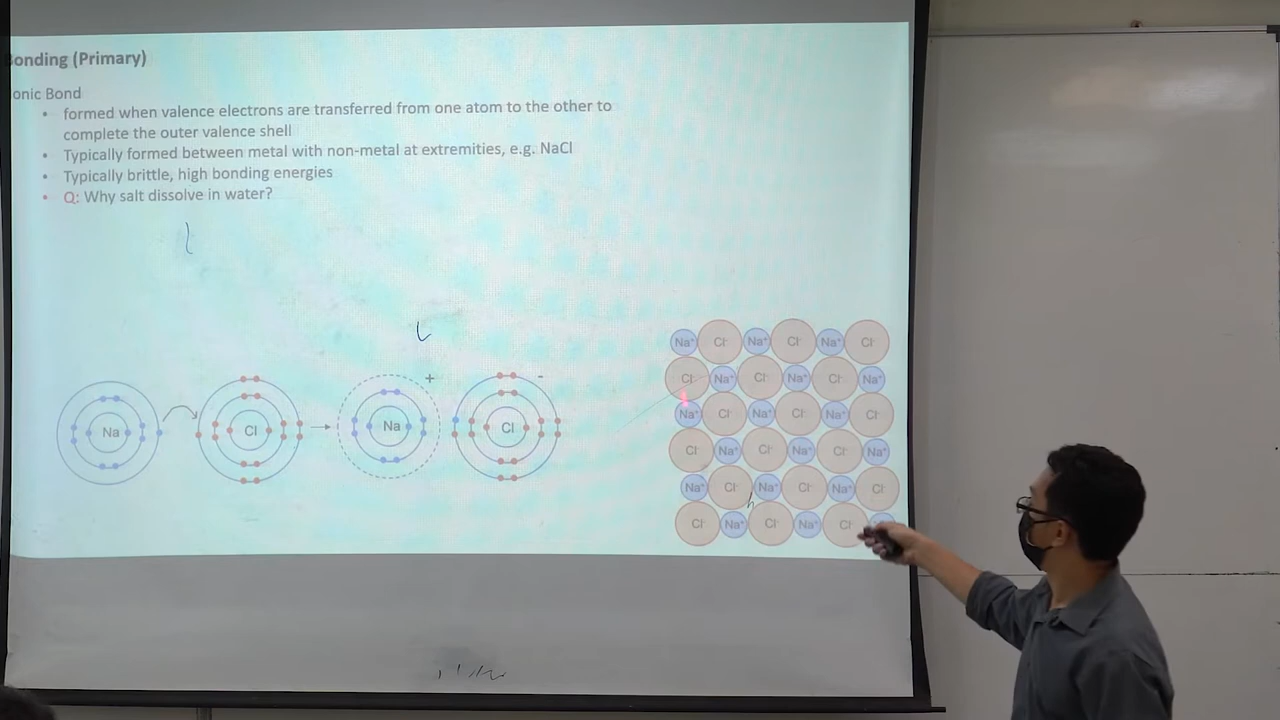 onding (Primary)
onic Bond
• formed when valence electrons are transferred from one atom to the other to
complete the outer valence shell
• Typically formed between metal with non-metal at extremities, e.g. NaCl
• Typically brittle, high bonding energies
• Q: Why salt dissolve in water?
Na Cl Na + Cl -
Na⁺ Cl⁻ Na⁺ Cl⁻ Na⁺ Cl⁻
Cl⁻ Na⁺ Cl⁻ Na⁺ Cl⁻ Na⁺
Na⁺ Cl⁻ Na⁺ Cl⁻ Na⁺ Cl⁻
Cl⁻ Na⁺ Cl⁻ Na⁺ Cl⁻ Na⁺
Na⁺ Cl⁻ Na⁺ Cl⁻ Na⁺ Cl⁻
Cl⁻ Na⁺ Cl⁻ Na⁺ Cl⁻